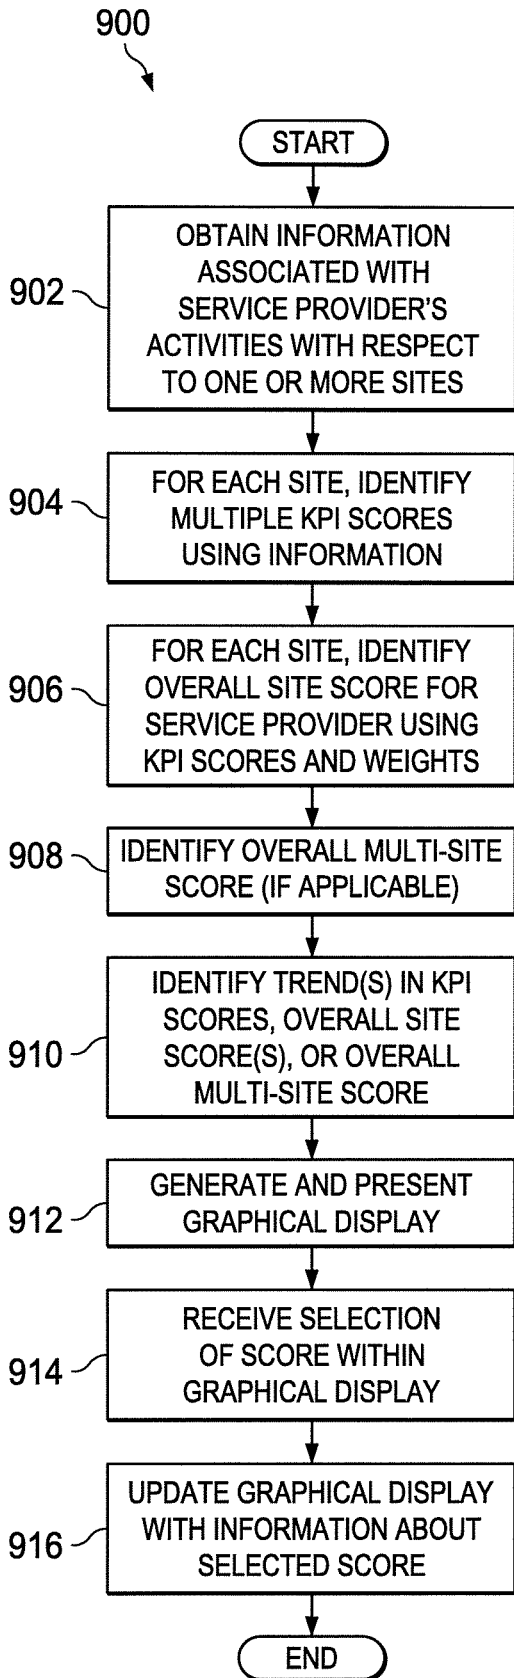 900
START
902
OBTAIN INFORMATION
ASSOCIATED WITH
SERVICE PROVIDER'S
ACTIVITIES WITH RESPECT
TO ONE OR MORE SITES
904
FOR EACH SITE, IDENTIFY
MULTIPLE KPI SCORES
USING INFORMATION
906
FOR EACH SITE, IDENTIFY
OVERALL SITE SCORE FOR
SERVICE PROVIDER USING
KPI SCORES AND WEIGHTS
908
IDENTIFY OVERALL MULTI-SITE
SCORE (IF APPLICABLE)
910
IDENTIFY TREND(S) IN KPI
SCORES, OVERALL SITE
SCORE(S), OR OVERALL
MULTI-SITE SCORE
912
GENERATE AND PRESENT
GRAPHICAL DISPLAY
914
RECEIVE SELECTION
OF SCORE WITHIN
GRAPHICAL DISPLAY
916
UPDATE GRAPHICAL DISPLAY
WITH INFORMATION ABOUT
SELECTED SCORE
END